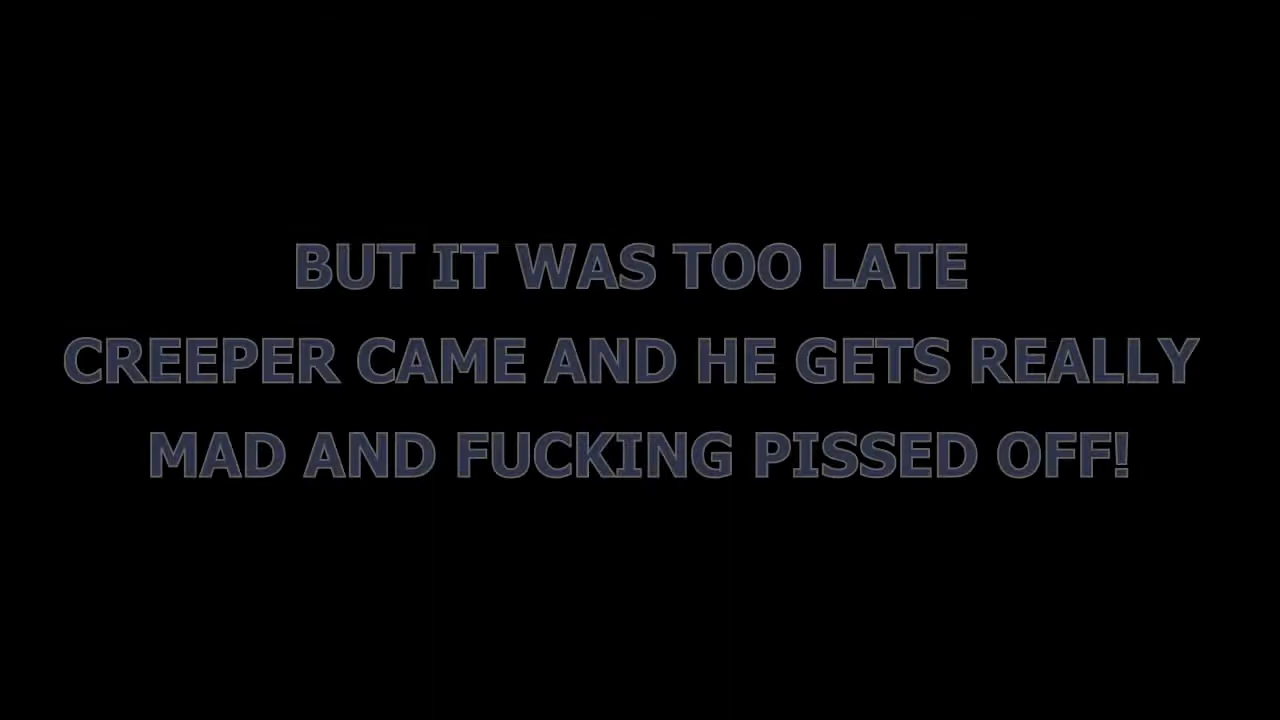 BUT IT WAS TOO LATE
CREEPER CAME AND HE GETS REALLY
MAD AND FUCKING PISSED OFF!